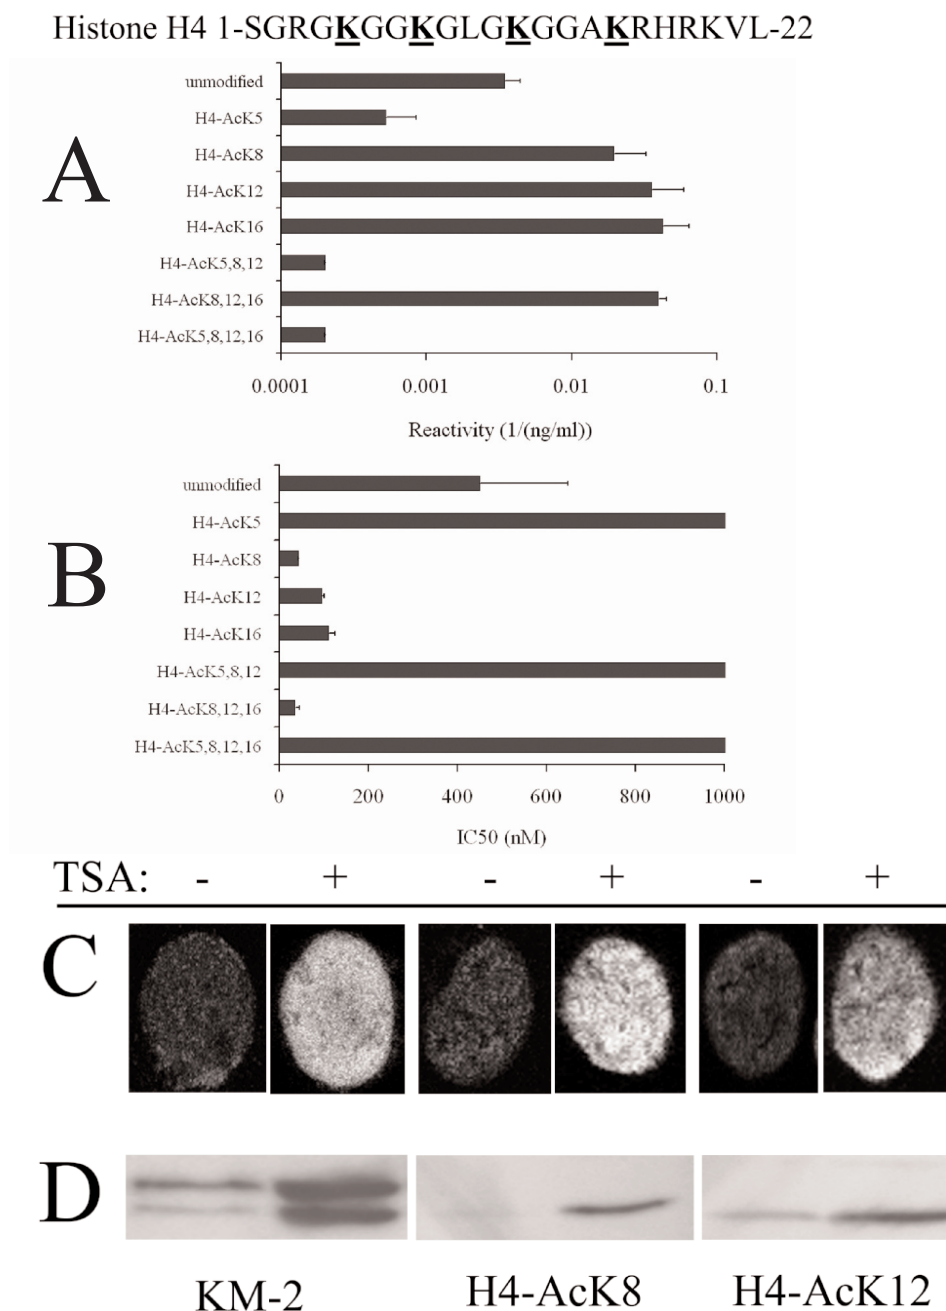 Histone H4 1-SGRGKGGKGLGKGGAKRHRKVL-22
A
unmodified
H4-AcK5
H4-AcK8
H4-AcK12
H4-AcK16
H4-AcK5,8,12
H4-AcK8,12,16
H4-AcK5,8,12,16
0.0001 0.001 0.01 0.1
Reactivity (1/(ng/ml))
B
unmodified
H4-AcK5
H4-AcK8
H4-AcK12
H4-AcK16
H4-AcK5,8,12
H4-AcK8,12,16
H4-AcK5,8,12,16
0 200 400 600 800 1000
IC50 (nM)
TSA: - + - + - +
C
D
KM-2 H4-AcK8 H4-AcK12